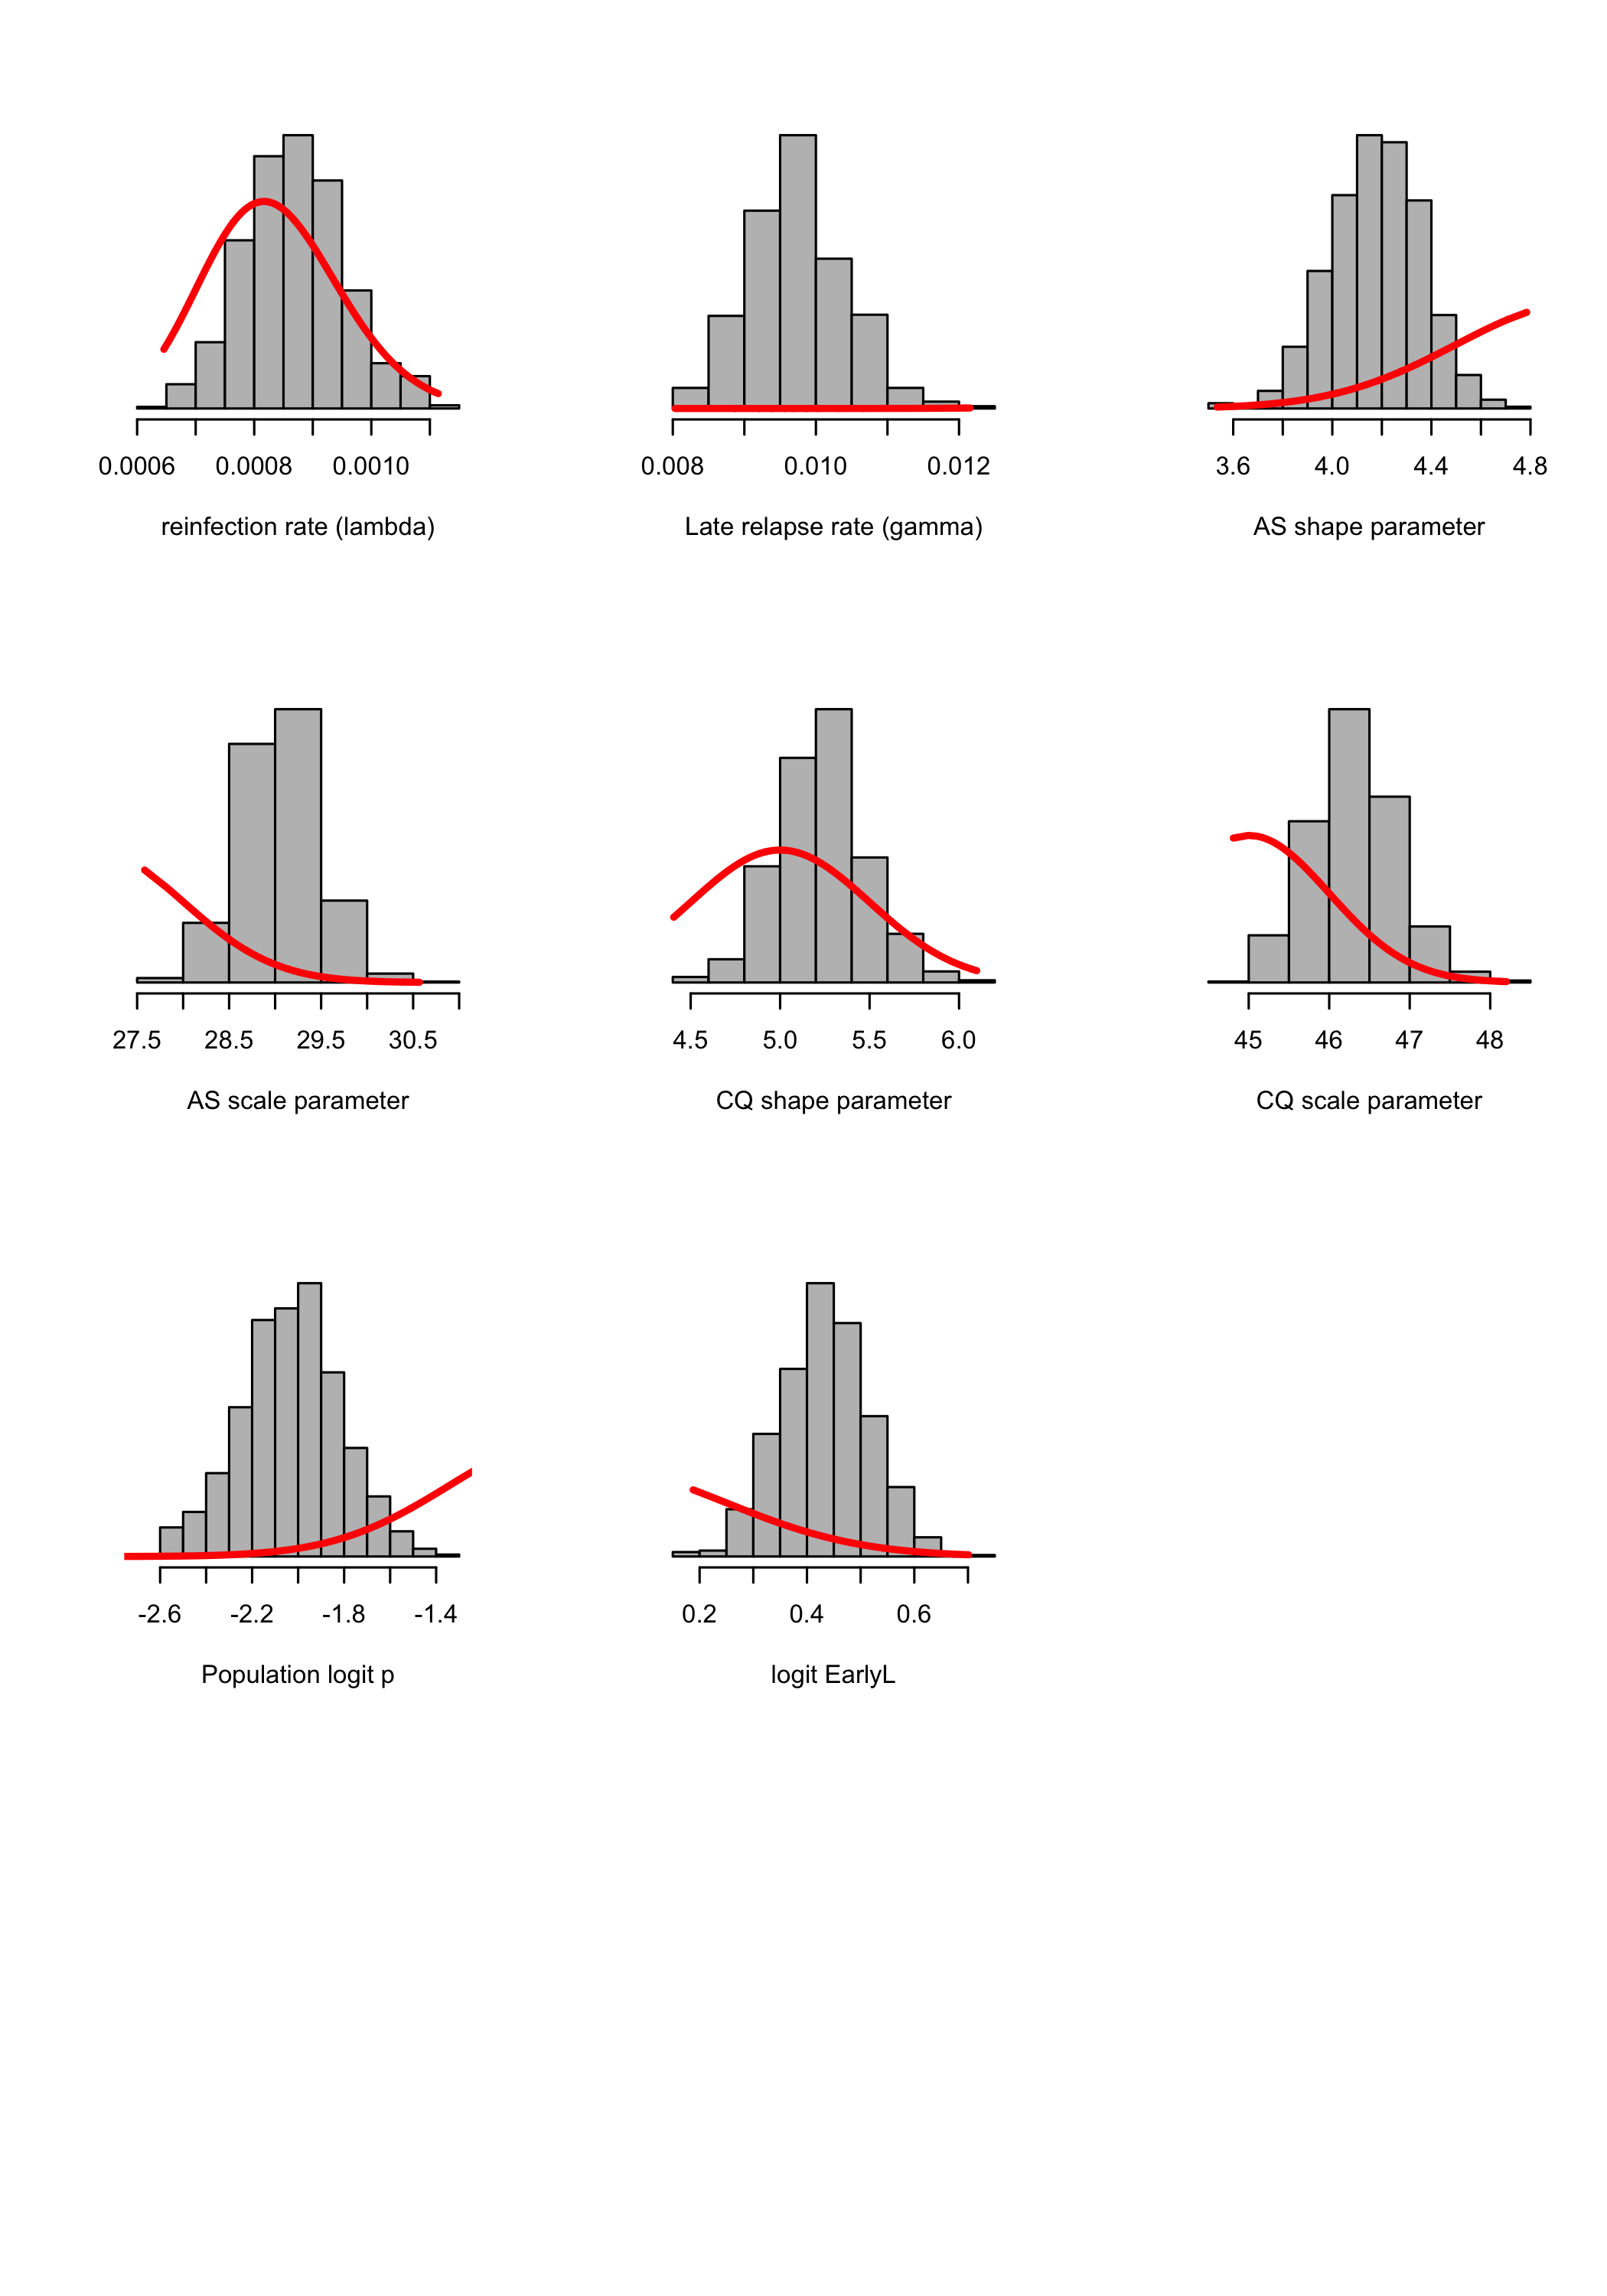 0.0006 0.0008 0.0010
reinfection rate (lambda)
0.008 0.010 0.012
Late relapse rate (gamma)
3.6 4.0 4.4 4.8
AS shape parameter
27.5 28.5 29.5 30.5
AS scale parameter
4.5 5.0 5.5 6.0
CQ shape parameter
45 46 47 48
CQ scale parameter
-2.6 -2.2 -1.8 -1.4
Population logit p
0.2 0.4 0.6
logit EarlyL